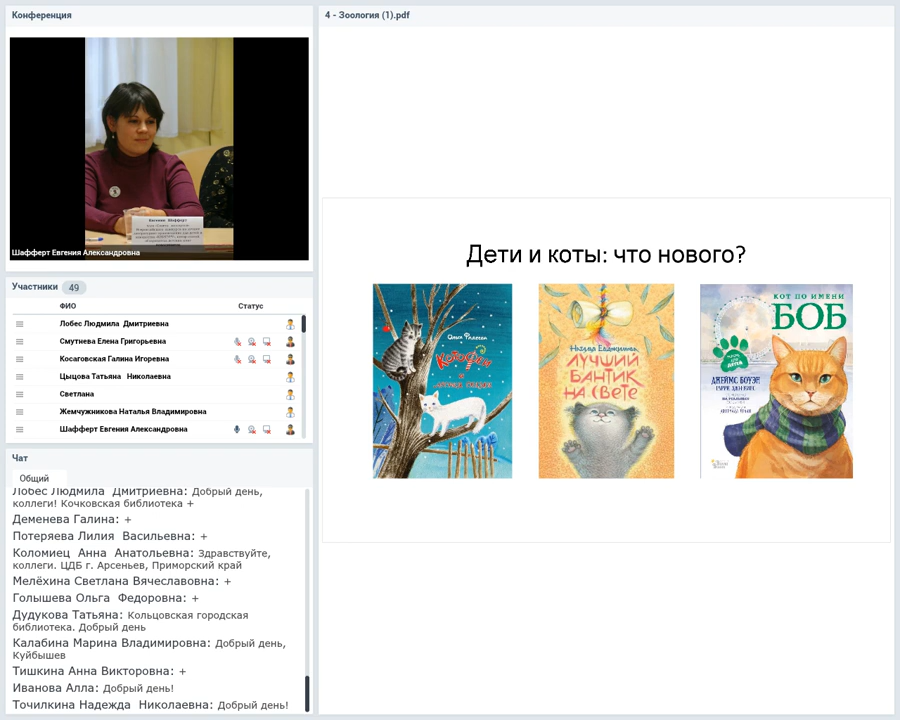 Конференция
Шафферт Евгения Александровна
Участники 49
ФИО Статус
Лобес Людмила Дмитриевна
Смутнева Елена Григорьевна
Косаговская Галина Игоревна
Цыцова Татьяна Николаевна
Светлана
Жемчужникова Наталья Владимировна
Шафферт Евгения Александровна
Чат
Общий
Лобес Людмила Дмитриевна: Добрый день,
коллеги! Кочковская библиотека +
Деменева Галина: +
Потеряева Лилия Васильевна: +
Коломиец Анна Анатольевна: Здравствуйте,
коллеги. ЦДБ г. Арсеньев, Приморский край
Мелёхина Светлана Вячеславовна: +
Голышева Ольга Федоровна: +
Дудукова Татьяна: Кольцовская городская
библиотека. Добрый день
Калабина Марина Владимировна: Добрый день,
Куйбышев
Тишкина Анна Викторовна: +
Иванова Алла: Добрый день!
Точилкина Надежда Николаевна: Добрый день!
4 - Зоология (1).pdf
Дети и коты: что нового?
Котофеи
ЛУЧШИЙ
БАНТИК
НА СВЕТЕ
КОТ ПО ИМЕНИ
БОБ
ДЖЕЙМС БОУЭН